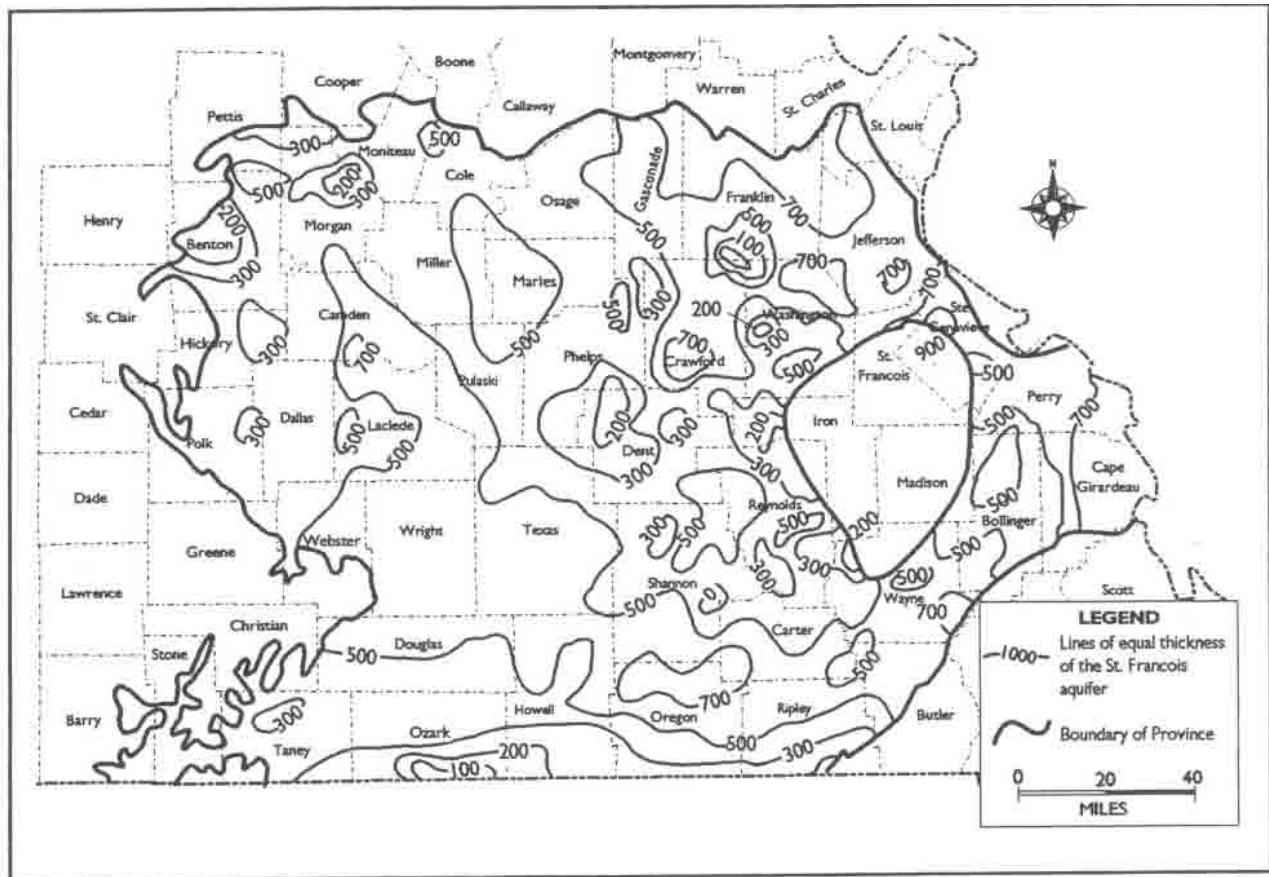 Montgomery
Boone
Cooper
Warren
St. Charles
Callaway
Pettis
St. Louis
300
500
Moniteau
500
200
300
Cole
Gasconade
Franklin
700
Osage
Henry
200
Morgan
500
500
Benton
Miller
100
Jefferson
300
Maries
700
700
700
500
300
200
Washington
Ste.
Genevieve
St. Clair
Camden
300
900
Hickory
300
500
700
St.
Francois
500
700
Phelps
Crawford
500
Pulaski
Perry
Cedar
Dallas
200
500
700
300
500
Laclede
200
300
Iron
Polk
500
Dent
300
300
Cape
Girardeau
Madison
Dade
500
Reynolds
500
Bollinger
300
500
200
500
Webster
Wright
Texas
Greene
300
300
Shannon
0
500
Wayne
Scott
Lawrence
500
700
LEGEND
Christian
Carter
1000
Lines of equal thickness
of the St. Francois
aquifer
Stone
500
Douglas
500
700
Barry
300
Howell
Oregon
Ripley
Butler
Boundary of Province
Ozark
500
Taney
200
300
100
0
20
40
MILES
N